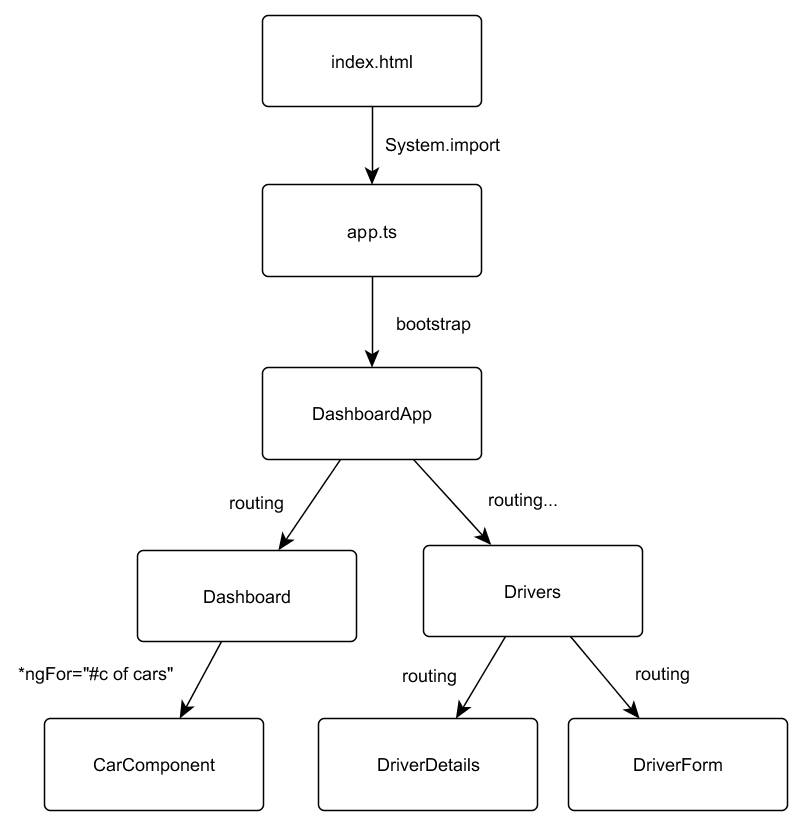 index.html
System.import
app.ts
bootstrap
DashboardApp
routing
routing...
Dashboard
Drivers
*ngFor="#c of cars"
routing
routing
CarComponent
DriverDetails
DriverForm